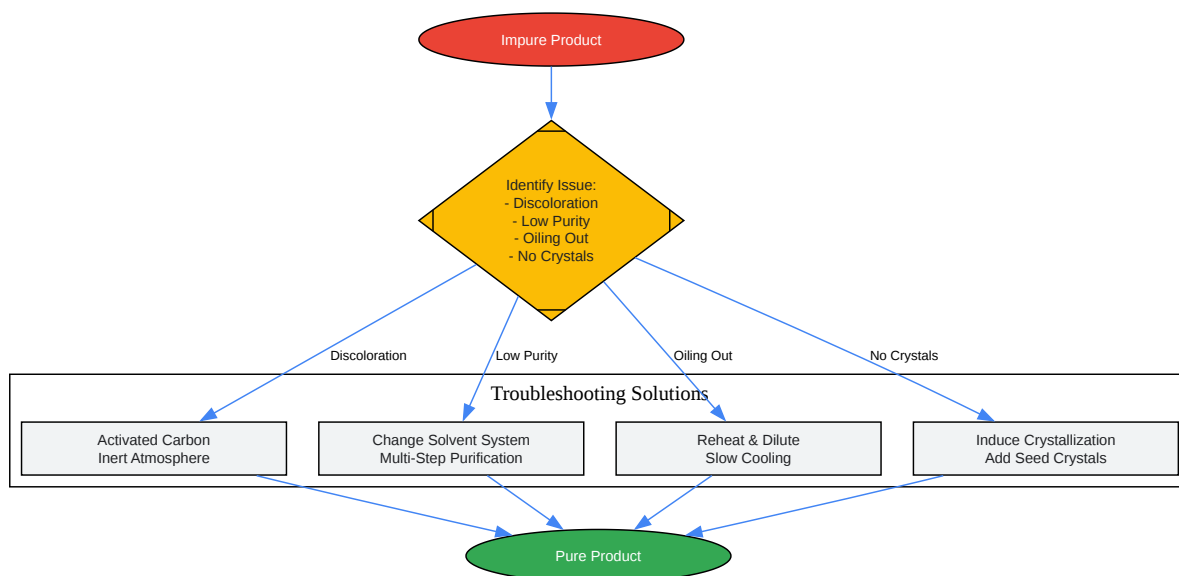 Impure Product
Identify Issue:
- Discoloration
- Low Purity
- Oiling Out
- No Crystals
Discoloration
Low Purity
Oiling Out
No Crystals
Troubleshooting Solutions
Activated Carbon
Inert Atmosphere
Change Solvent System
Multi-Step Purification
Reheat & Dilute
Slow Cooling
Induce Crystallization
Add Seed Crystals
Pure Product